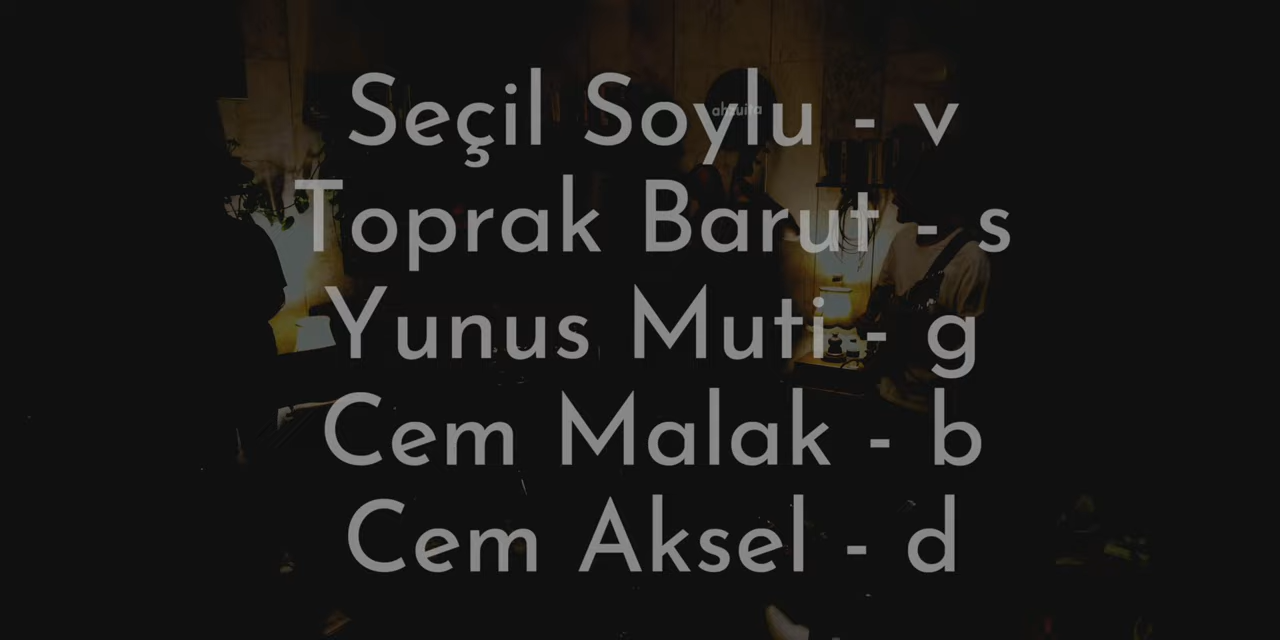 Seçil Soylu - v
Toprak Barut - s
Yunus Muti - g
Cem Malak - b
Cem Aksel - d